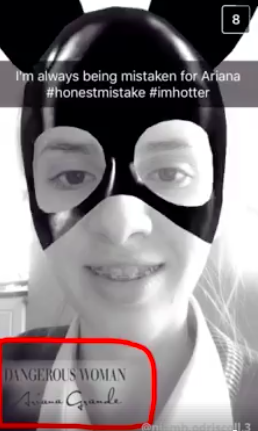 8
I'm always being mistaken for Ariana
#honestmistake #imhotter
DANGEROUS WOMAN
Ariana Grande